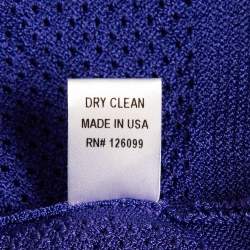 DRY CLEAN
MADE IN USA
RN# 126099